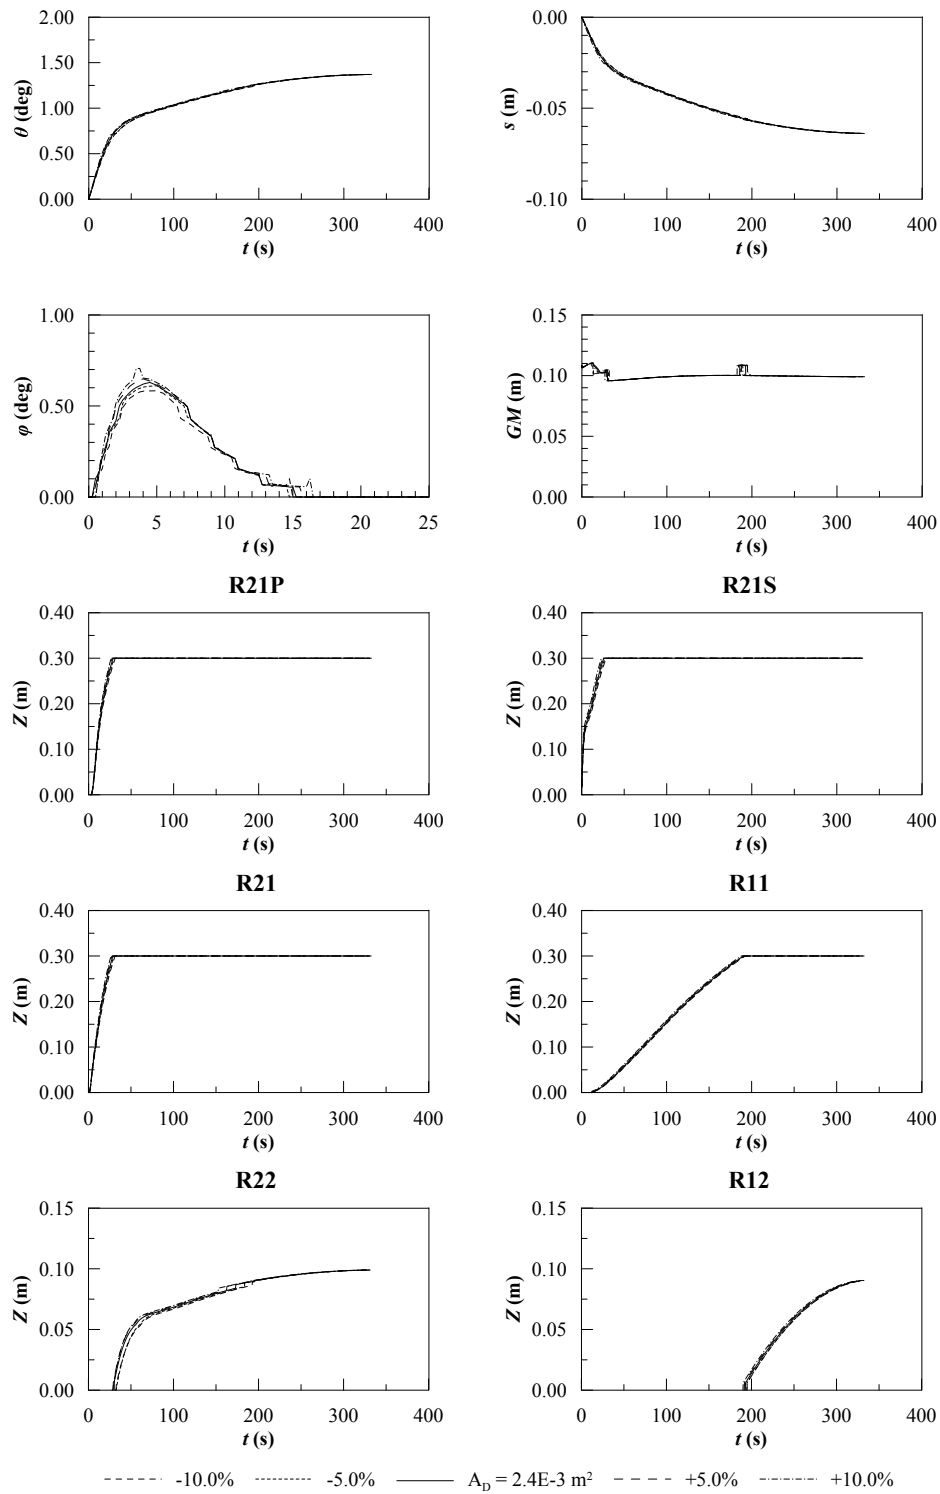 2.00
1.50
1.00
0.50
0.00
θ (deg)
0 100 200 300 400
t (s)
0.00
-0.05
-0.10
s (m)
0 100 200 300 400
t (s)
1.00
0.50
0.00
φ (deg)
0 5 10 15 20 25
t (s)
0.15
0.10
0.05
0.00
GM (m)
0 100 200 300 400
t (s)
R21P
0.40
0.30
0.20
0.10
0.00
Z (m)
0 100 200 300 400
t (s)
R21S
0.40
0.30
0.20
0.10
0.00
Z (m)
0 100 200 300 400
t (s)
R21
0.40
0.30
0.20
0.10
0.00
Z (m)
0 100 200 300 400
t (s)
R11
0.40
0.30
0.20
0.10
0.00
Z (m)
0 100 200 300 400
t (s)
R22
0.15
0.10
0.05
0.00
Z (m)
0 100 200 300 400
t (s)
R12
0.15
0.10
0.05
0.00
Z (m)
0 100 200 300 400
t (s)
-10.0% -5.0% A_D = 2.4E-3 m² +5.0% +10.0%